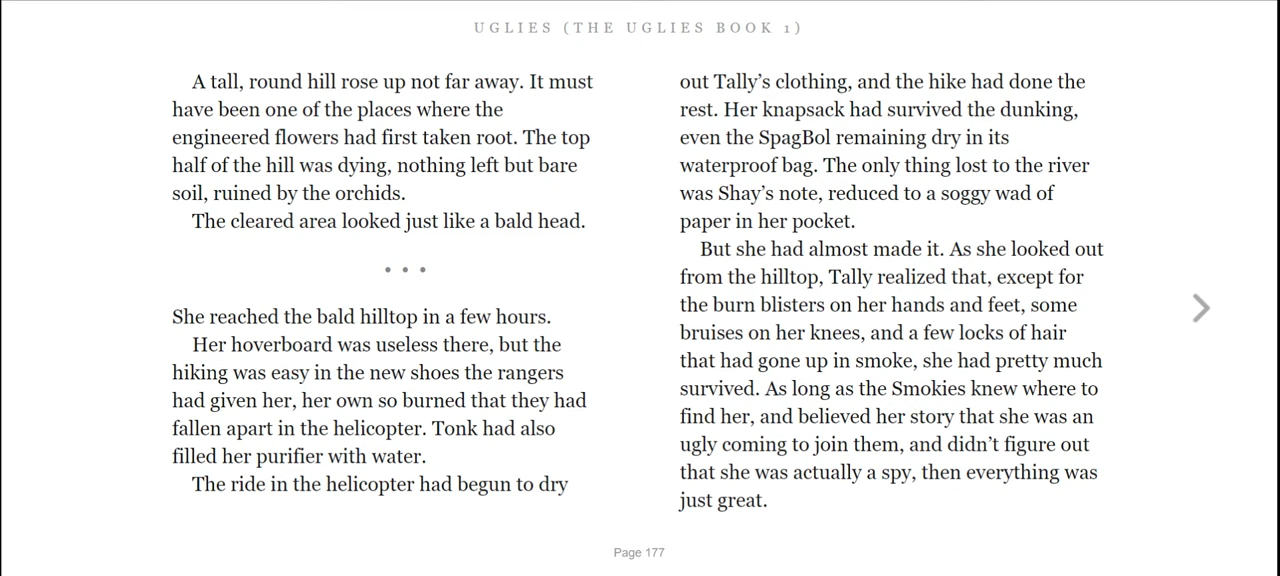 UGLIES (THE UGLIES BOOK 1)
A tall, round hill rose up not far away. It must
have been one of the places where the
engineered flowers had first taken root. The top
half of the hill was dying, nothing left but bare
soil, ruined by the orchids.
The cleared area looked just like a bald head.
• • •
She reached the bald hilltop in a few hours.
Her hoverboard was useless there, but the
hiking was easy in the new shoes the rangers
had given her, her own so burned that they had
fallen apart in the helicopter. Tonk had also
filled her purifier with water.
The ride in the helicopter had begun to dry
out Tally’s clothing, and the hike had done the
rest. Her knapsack had survived the dunking,
even the SpagBol remaining dry in its
waterproof bag. The only thing lost to the river
was Shay’s note, reduced to a soggy wad of
paper in her pocket.
But she had almost made it. As she looked out
from the hilltop, Tally realized that, except for
the burn blisters on her hands and feet, some
bruises on her knees, and a few locks of hair
that had gone up in smoke, she had pretty much
survived. As long as the Smokies knew where to
find her, and believed her story that she was an
ugly coming to join them, and didn’t figure out
that she was actually a spy, then everything was
just great.
Page 177